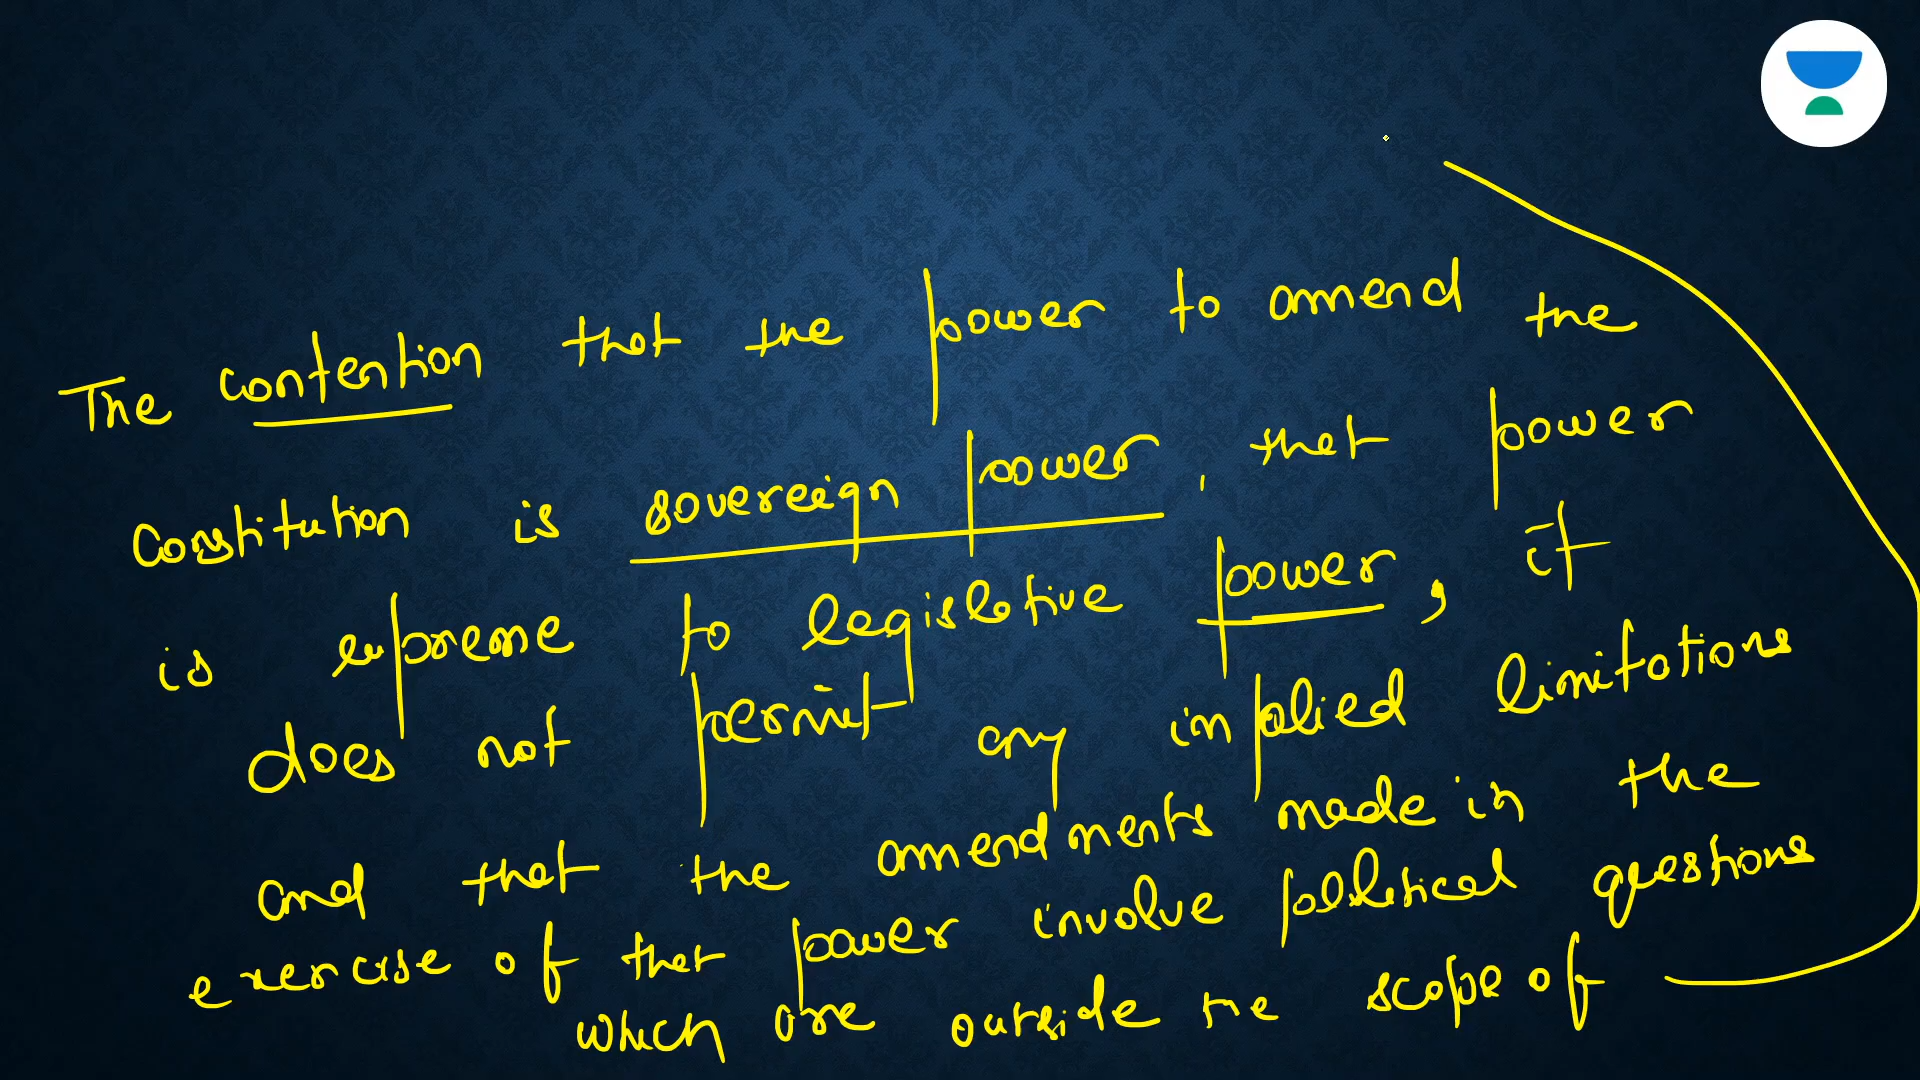 The contention that the power to amend the
Constitution is sovereign power, that power
is supreme to legislative power, it
does not permit any implied limitations
and that the amendments made in the
exercise of that power involve political questions
which are outside the scope of